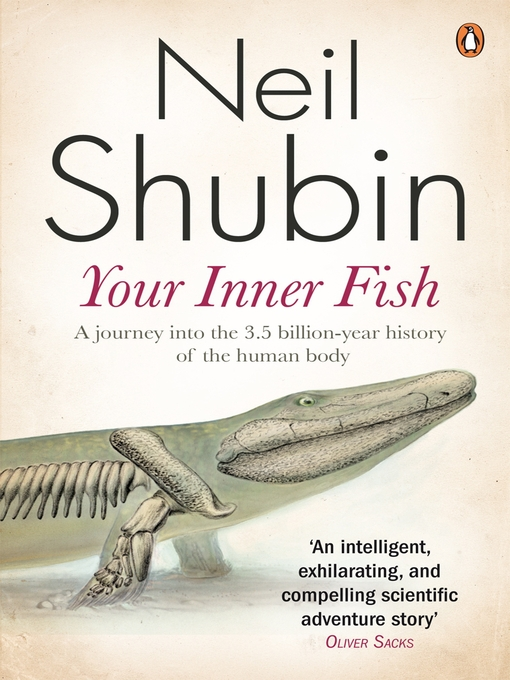 Neil
Shubin
Your Inner Fish
A journey into the 3.5 billion-year history
of the human body
‘An intelligent,
exhilarating, and
compelling scientific
adventure story’
OLIVER SACKS